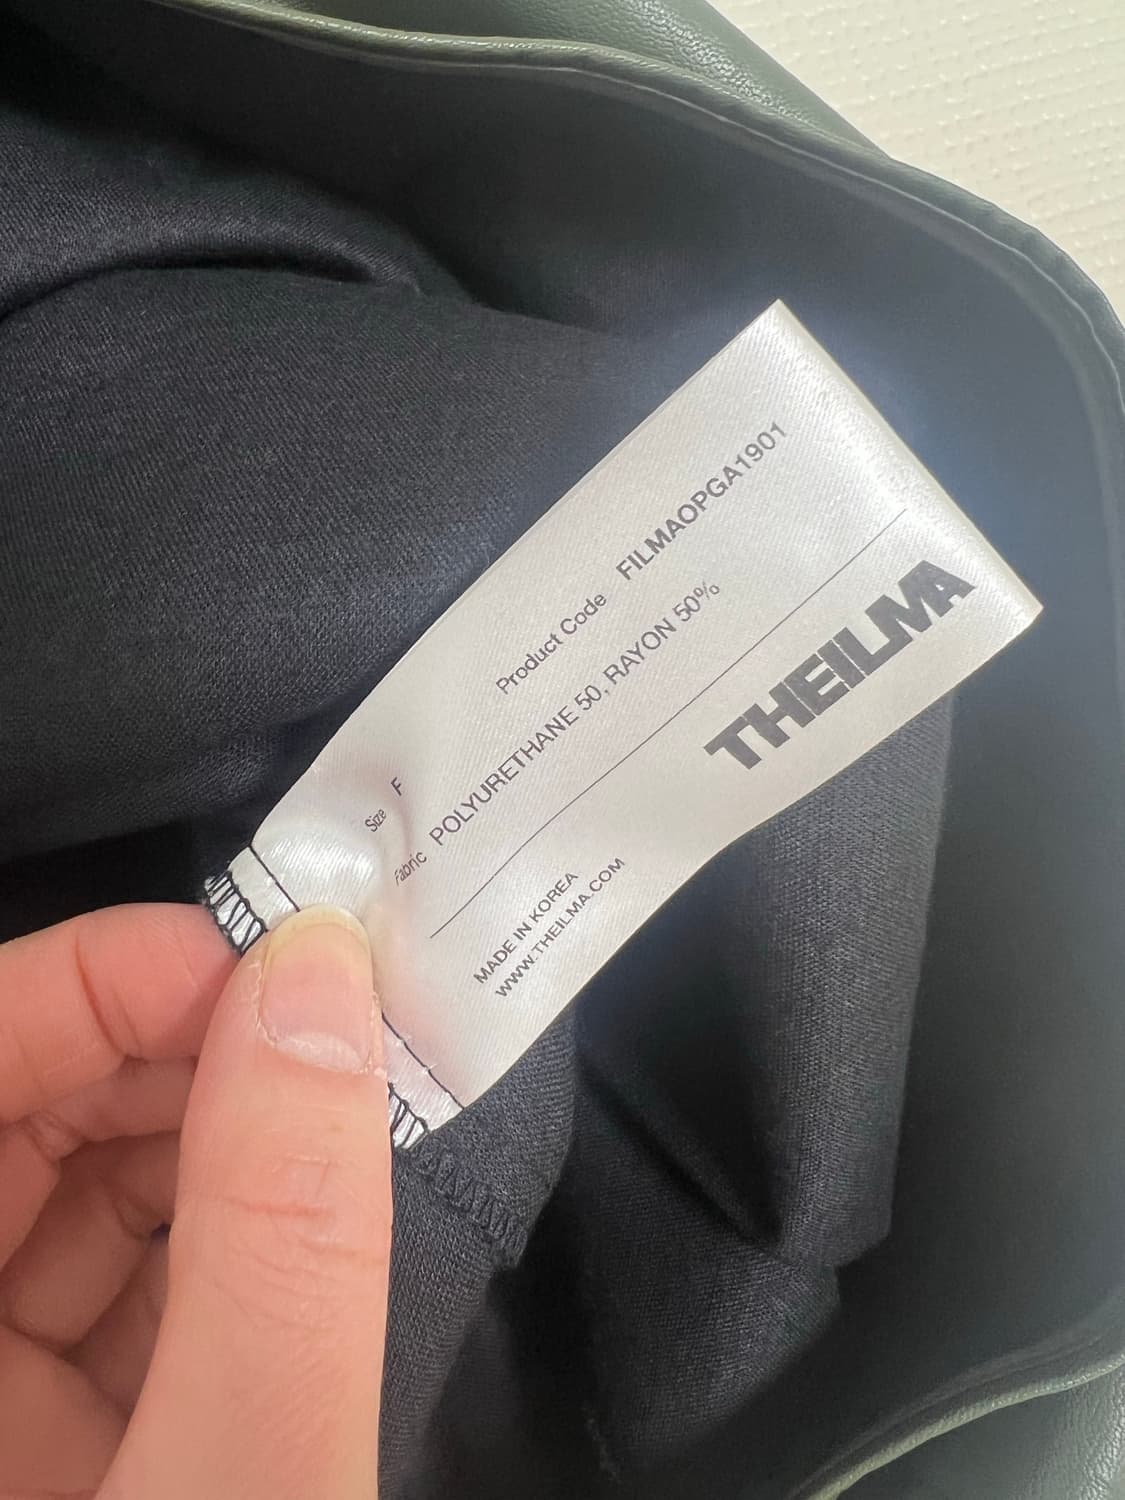 Product Code FILMAOPGA1901
Size F
Fabric POLYURETHANE 50, RAYON 50%
THEILMA
MADE IN KOREA
WWW.THEILMA.COM